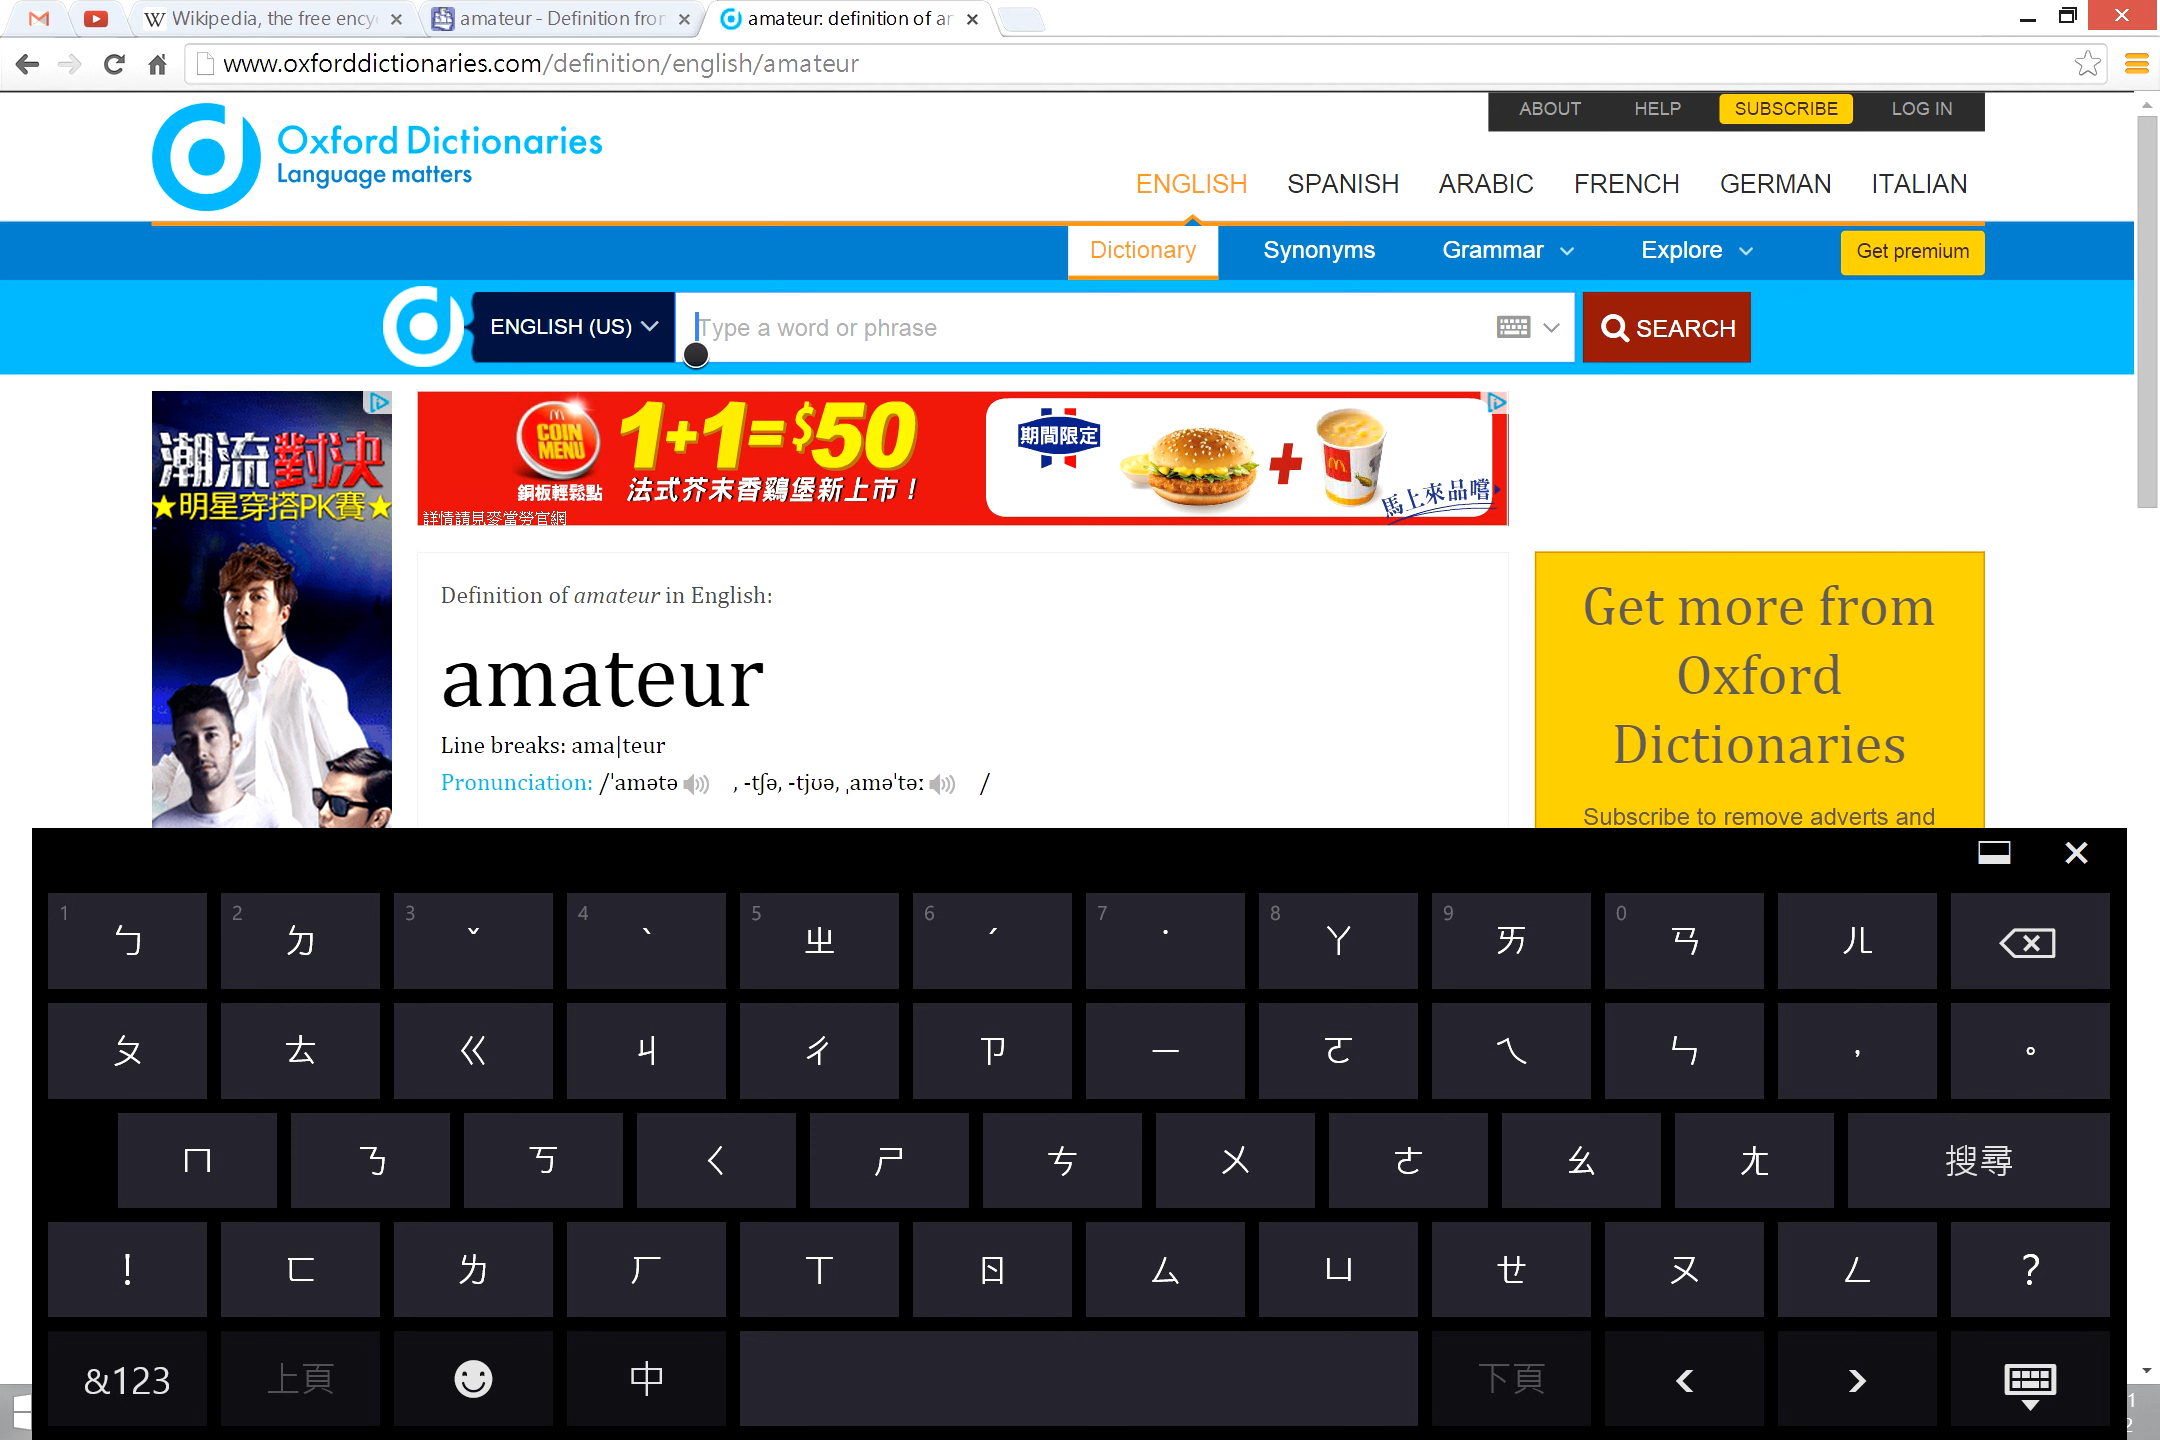 Wikipedia, the free ency
amateur - Definition from
amateur: definition of am
www.oxforddictionaries.com/definition/english/amateur
ABOUT HELP SUBSCRIBE LOG IN
Oxford Dictionaries
Language matters
ENGLISH SPANISH ARABIC FRENCH GERMAN ITALIAN
Dictionary Synonyms Grammar Explore Get premium
ENGLISH (US) Type a word or phrase SEARCH
潮流對決
★明星穿搭PK賽★
COIN
MENU
銅板輕鬆點
1+1=$50
法式芥末香鷄堡新上市！
詳情請見麥當勞官網
期間限定
馬上來品嚐
Definition of amateur in English:
amateur
Line breaks: ama|teur
Pronunciation: /ˈamətə , -tʃə, -tjʊə, ˌaməˈtəː /
Get more from
Oxford
Dictionaries
Subscribe to remove adverts and
1 ㄅ 2 ㄉ 3 ˇ 4 ˋ 5 ㄓ 6 ˊ 7 ˙ 8 ㄚ 9 ㄞ 0 ㄢ ㄦ
ㄆ ㄊ ㄍ ㄐ ㄔ ㄗ ㄧ ㄛ ㄟ ㄣ ， 。
ㄇ ㄋ ㄎ ㄑ ㄕ ㄘ ㄨ ㄜ ㄠ ㄤ 搜尋
！ ㄈ ㄌ ㄏ ㄒ ㄖ ㄙ ㄩ ㄝ ㄡ ㄥ ？
&123 上頁 中 下頁 < >